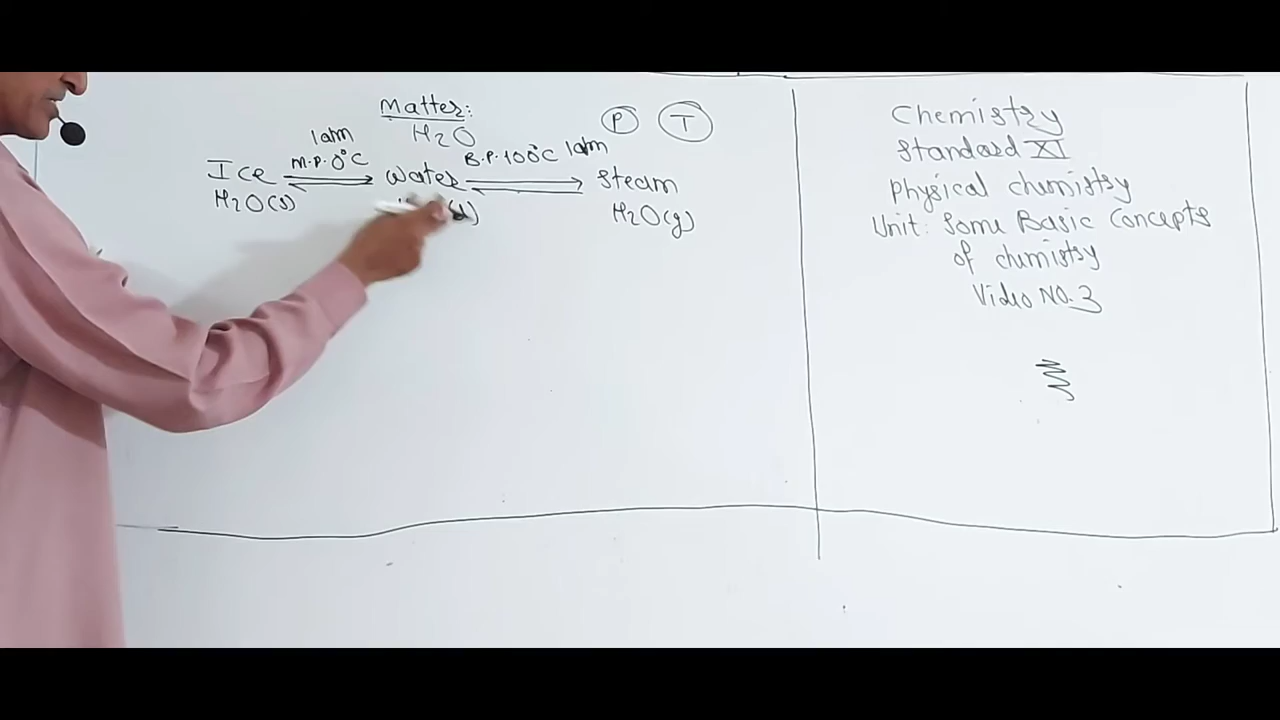 Matter:
H₂O
P T
1atm
M.P. 0°C
B.P. 100°C 1atm
Ice ⇌ water ⇌ steam
H₂O(s)
H₂O(g)
Chemistry
Standard XI
Physical chemistry
Unit: Some Basic Concepts
of chemistry
Video NO. 3